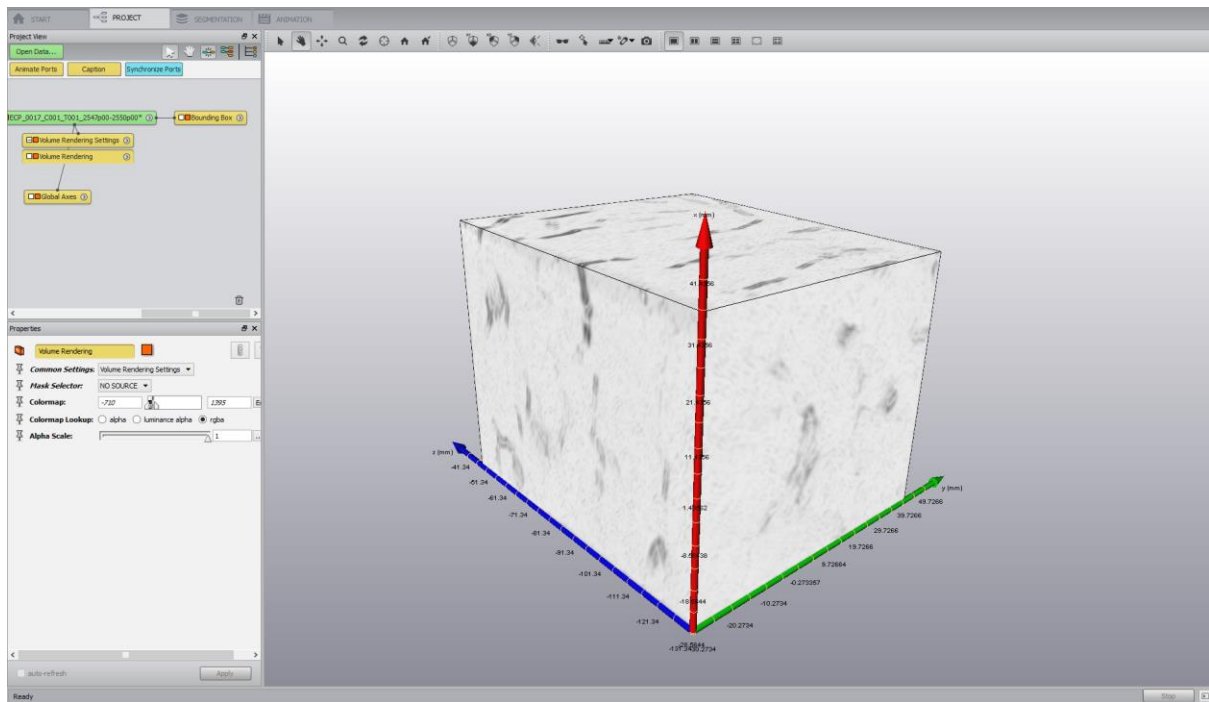 START PROJECT SEGMENTATION ANIMATION
Project View
Open Data...
Animate Ports Caption Synchronize Ports
ECP_0017_C001_T001_2547p00-2550p00* Bounding Box
Volume Rendering Settings
Volume Rendering
Global Axes
Properties
Volume Rendering
Common Settings: Volume Rendering Settings
Mask Selector: NO SOURCE
Colormap: -710 1395
Colormap Lookup: alpha luminance alpha rgba
Alpha Scale: 1
auto-refresh Apply
Ready Stop
x (mm)
z (mm)
-41.34
-51.34
-61.34
-71.34
-81.34
-91.34
-101.34
-111.34
-121.34
y (mm)
49.7266
39.7266
29.7266
19.7266
9.72664
-0.273357
-10.2734
-20.2734